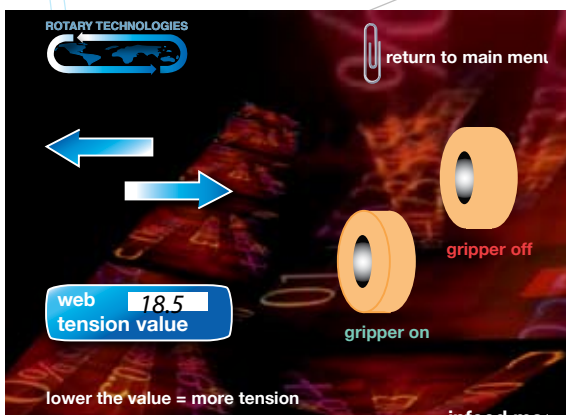 ROTARY TECHNOLOGIES
return to main menu
gripper off
web
18.5
tension value
gripper on
lower the value = more tension
infeed